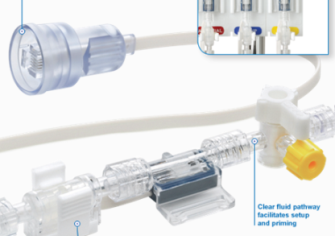 Clear fluid pathway
facilitates setup
and priming